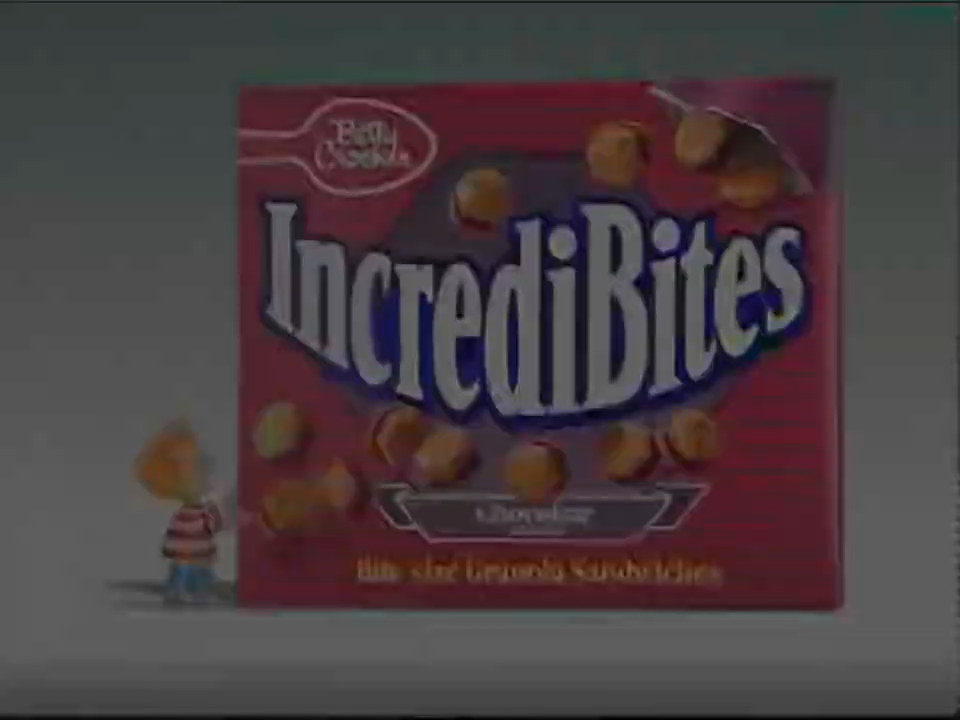 Betty
Crocker
IncrediBites
Chocolate
Bite size Granola Sandwiches